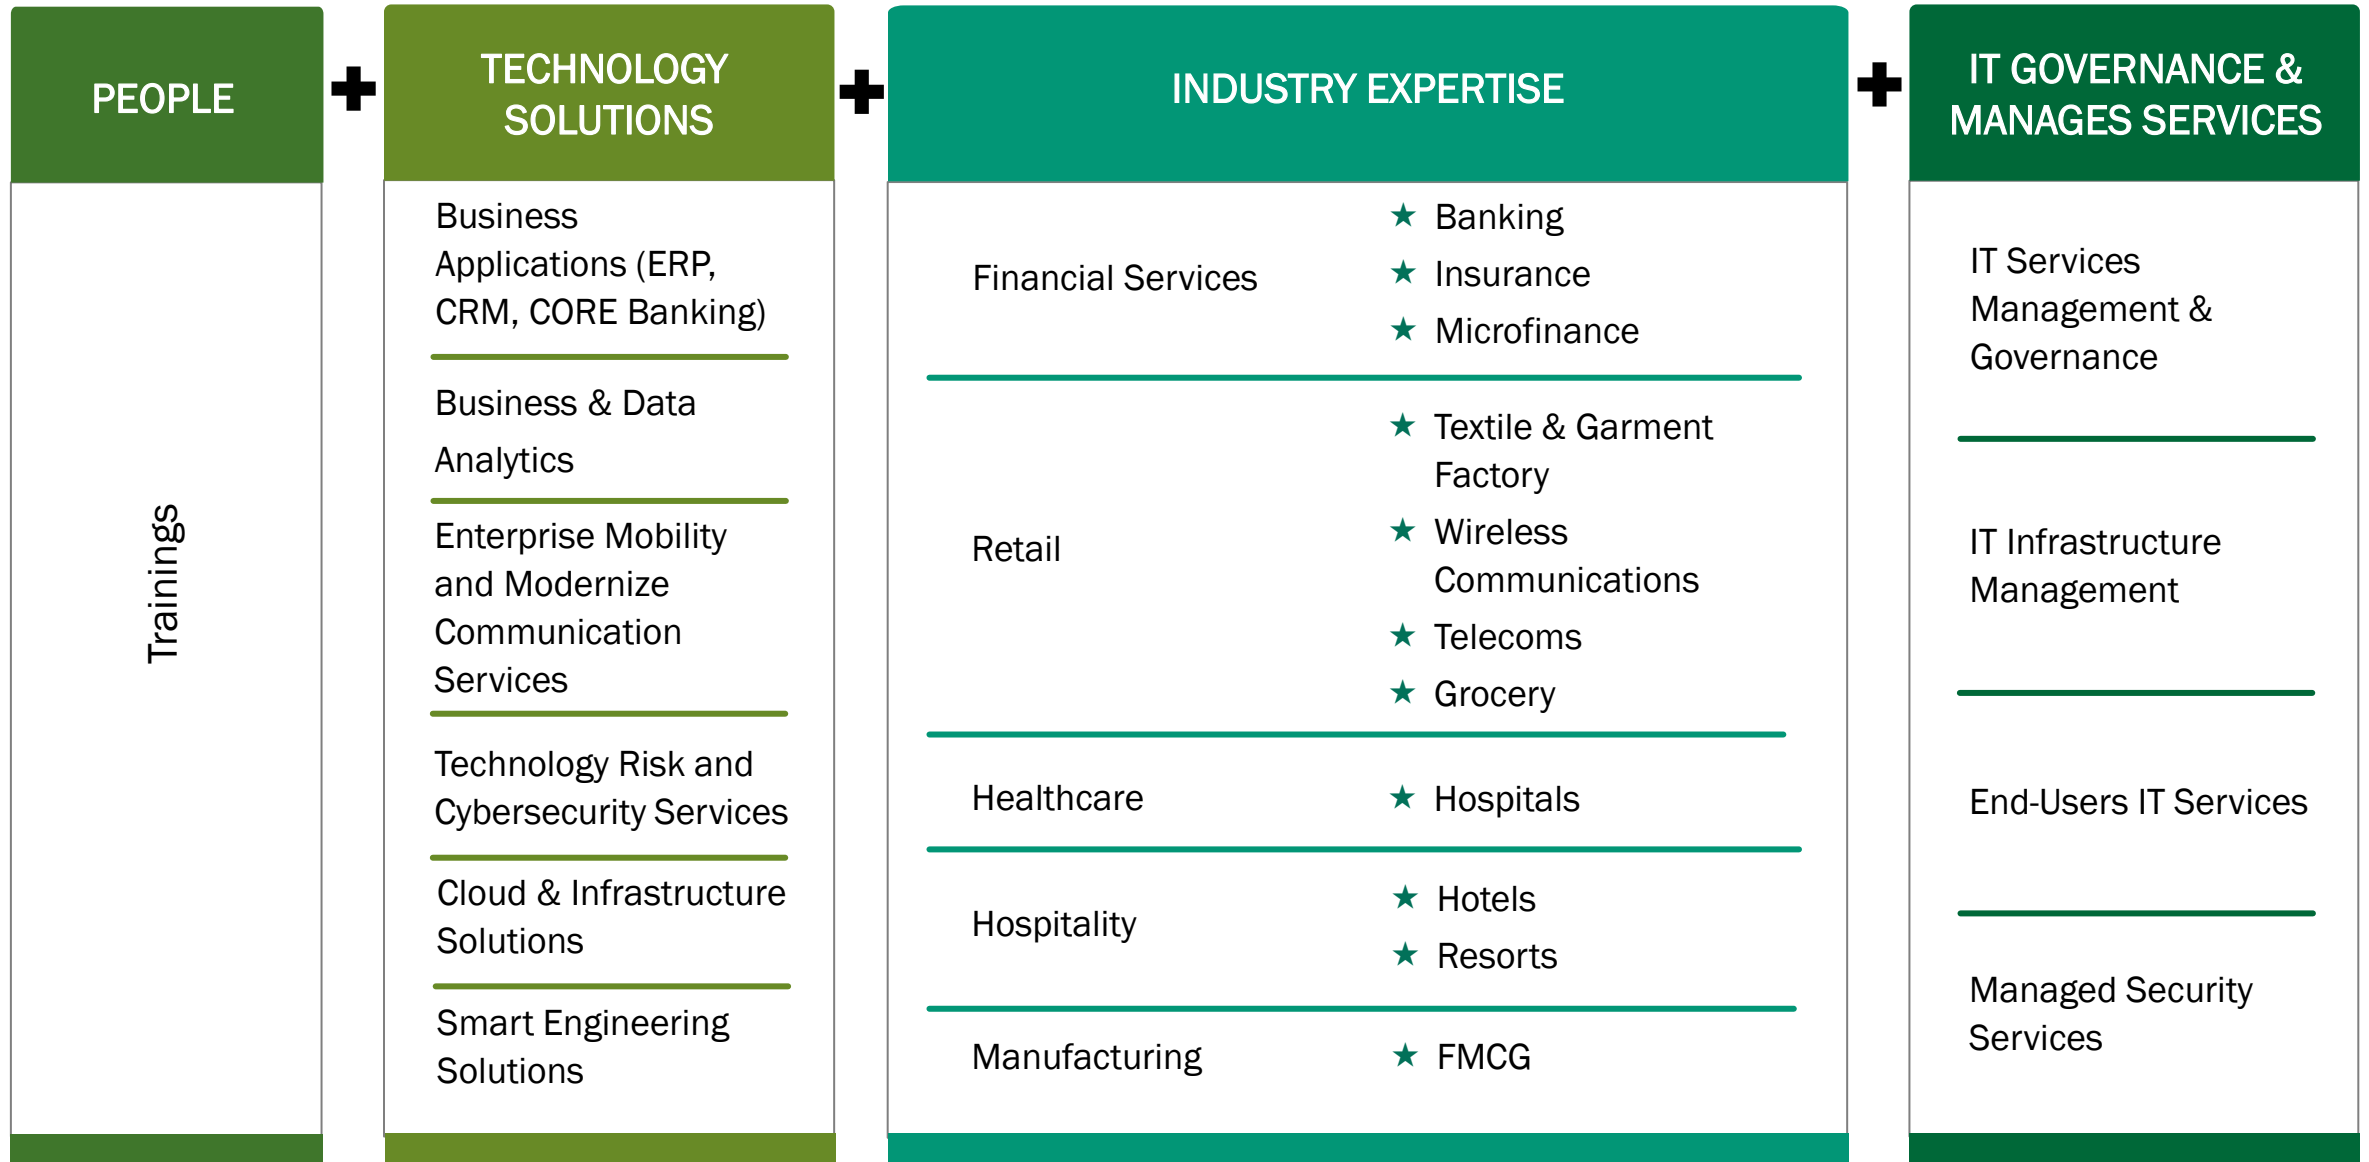 PEOPLE
Trainings
TECHNOLOGY
SOLUTIONS
Business
Applications (ERP,
CRM, CORE Banking)
Business & Data
Analytics
Enterprise Mobility
and Modernize
Communication
Services
Technology Risk and
Cybersecurity Services
Cloud & Infrastructure
Solutions
Smart Engineering
Solutions
INDUSTRY EXPERTISE
Financial Services
Banking
Insurance
Microfinance
Retail
Textile & Garment
Factory
Wireless
Communications
Telecoms
Grocery
Healthcare
Hospitals
Hospitality
Hotels
Resorts
Manufacturing
FMCG
IT GOVERNANCE &
MANAGES SERVICES
IT Services
Management &
Governance
IT Infrastructure
Management
End-Users IT Services
Managed Security
Services